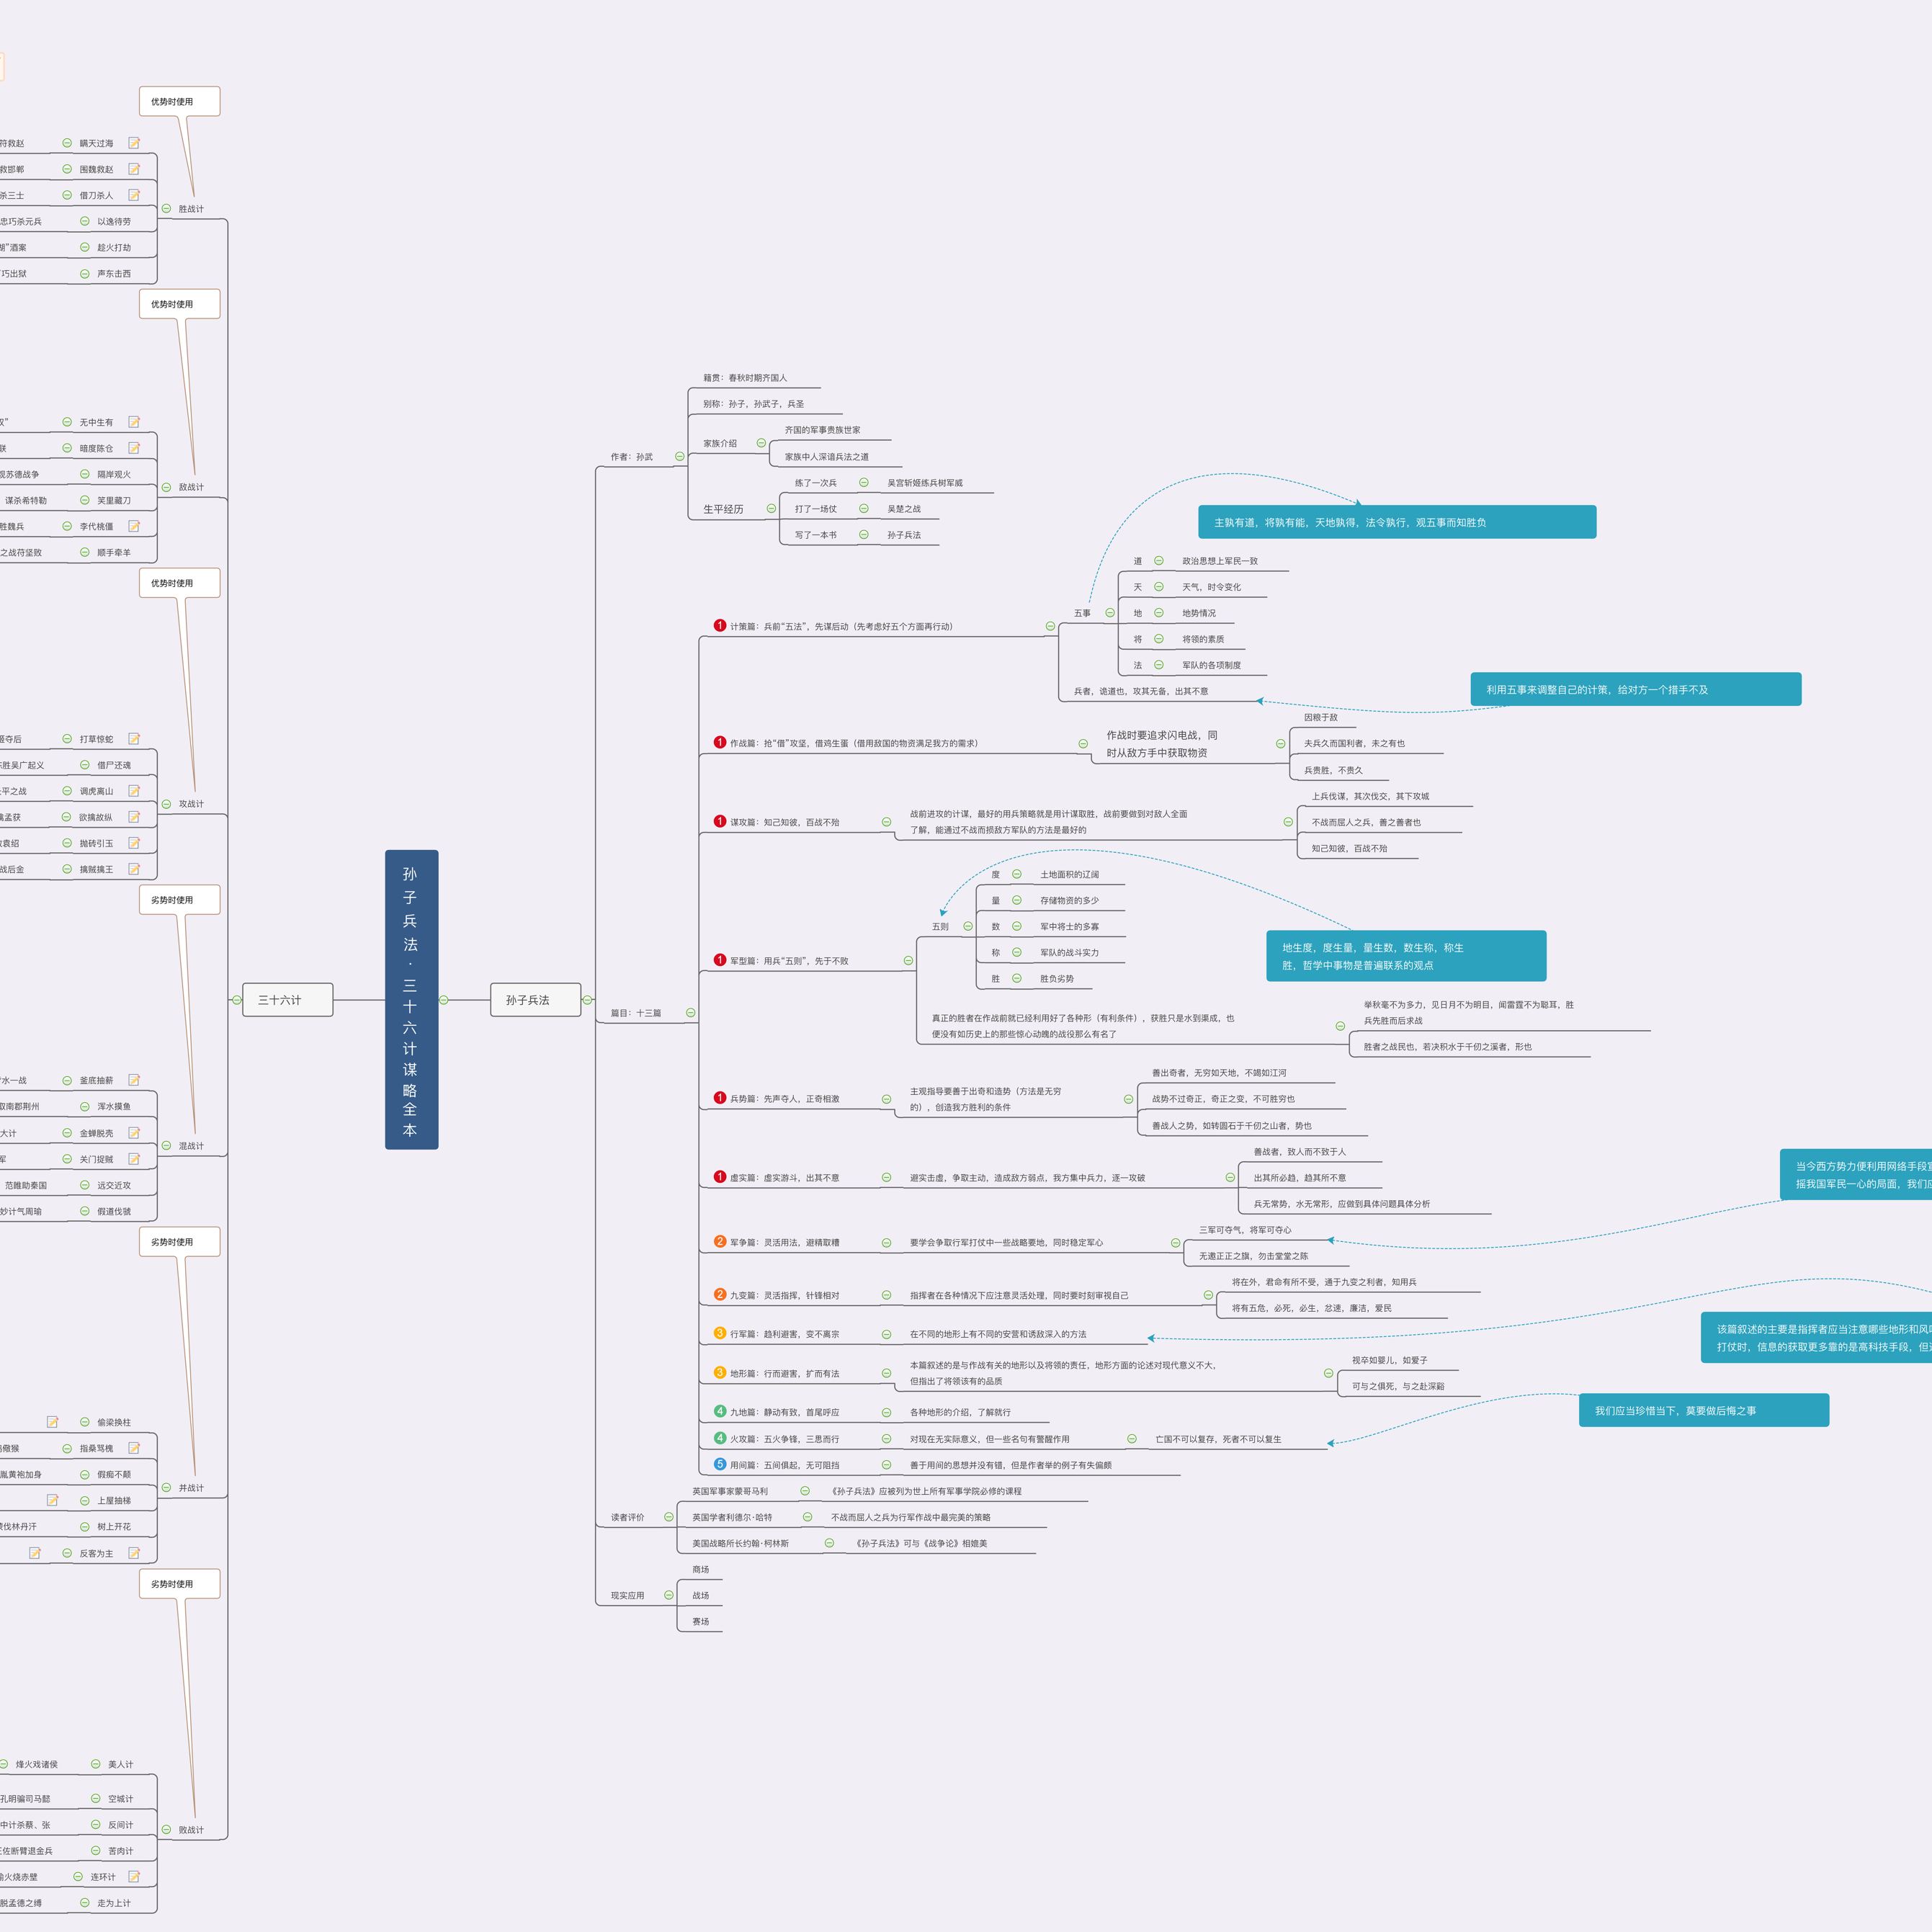 孙子兵法·三十六计谋略全本
三十六计
优势时使用
胜战计
瞒天过海
符救赵
围魏救赵
救邯郸
借刀杀人
杀三士
以逸待劳
忠巧杀元兵
趁火打劫
湖”酒案
声东击西
巧出狱
优势时使用
敌战计
无中生有
暗度陈仓
联
隔岸观火
观苏德战争
笑里藏刀
谋杀希特勒
李代桃僵
胜魏兵
顺手牵羊
之战符坚败
优势时使用
攻战计
打草惊蛇
姬夺后
借尸还魂
陈胜吴广起义
调虎离山
长平之战
欲擒故纵
擒孟获
抛砖引玉
败袁绍
擒贼擒王
战后金
劣势时使用
混战计
釜底抽薪
背水一战
浑水摸鱼
取南郡荆州
金蝉脱壳
大计
关门捉贼
军
远交近攻
范雎助秦国
假道伐虢
妙计气周瑜
劣势时使用
并战计
偷梁换柱
指桑骂槐
鸡儆猴
假痴不颠
胤黄袍加身
上屋抽梯
树上开花
蒙伐林丹汗
反客为主
劣势时使用
败战计
美人计
烽火戏诸侯
空城计
孔明骗司马懿
反间计
中计杀蔡、张
苦肉计
王佐断臂退金兵
连环计
瑜火烧赤壁
走为上计
脱孟德之缚
孙子兵法
作者：孙武
籍贯：春秋时期齐国人
别称：孙子，孙武子，兵圣
家族介绍
齐国的军事贵族世家
家族中人深谙兵法之道
生平经历
练了一次兵
吴宫斩姬练兵树军威
打了一场仗
吴楚之战
写了一本书
孙子兵法
篇目：十三篇
1 计策篇：兵前“五法”，先谋后动（先考虑好五个方面再行动）
五事
道
政治思想上军民一致
天
天气，时令变化
地
地势情况
将
将领的素质
法
军队的各项制度
兵者，诡道也，攻其无备，出其不意
主孰有道，将孰有能，天地孰得，法令孰行，观五事而知胜负
利用五事来调整自己的计策，给对方一个措手不及
1 作战篇：抢“借”攻坚，借鸡生蛋（借用敌国的物资满足我方的需求）
作战时要追求闪电战，同
时从敌方手中获取物资
因粮于敌
夫兵久而国利者，未之有也
兵贵胜，不贵久
1 谋攻篇：知己知彼，百战不殆
战前进攻的计谋，最好的用兵策略就是用计谋取胜，战前要做到对敌人全面
了解，能通过不战而损敌方军队的方法是最好的
上兵伐谋，其次伐交，其下攻城
不战而屈人之兵，善之善者也
知己知彼，百战不殆
1 军型篇：用兵“五则”，先于不败
五则
度
土地面积的辽阔
量
存储物资的多少
数
军中将士的多寡
称
军队的战斗实力
胜
胜负劣势
地生度，度生量，量生数，数生称，称生
胜，哲学中事物是普遍联系的观点
真正的胜者在作战前就已经利用好了各种形（有利条件），获胜只是水到渠成，也
便没有如历史上的那些惊心动魄的战役那么有名了
举秋毫不为多力，见日月不为明目，闻雷霆不为聪耳，胜
兵先胜而后求战
胜者之战民也，若决积水于千仞之溪者，形也
1 兵势篇：先声夺人，正奇相激
主观指导要善于出奇和造势（方法是无穷
的），创造我方胜利的条件
善出奇者，无穷如天地，不竭如江河
战势不过奇正，奇正之变，不可胜穷也
善战人之势，如转圆石于千仞之山者，势也
1 虚实篇：虚实游斗，出其不意
避实击虚，争取主动，造成敌方弱点，我方集中兵力，逐一攻破
善战者，致人而不致于人
出其所必趋，趋其所不意
兵无常势，水无常形，应做到具体问题具体分析
2 军争篇：灵活用法，避精取糟
要学会争取行军打仗中一些战略要地，同时稳定军心
三军可夺气，将军可夺心
无邀正正之旗，勿击堂堂之陈
当今西方势力便利用网络手段宣
摇我国军民一心的局面，我们应
2 九变篇：灵活指挥，针锋相对
指挥者在各种情况下应注意灵活处理，同时要时刻审视自己
将在外，君命有所不受，通于九变之利者，知用兵
将有五危，必死，必生，忿速，廉洁，爱民
3 行军篇：趋利避害，变不离宗
在不同的地形上有不同的安营和诱敌深入的方法
该篇叙述的主要是指挥者应当注意哪些地形和风吹
打仗时，信息的获取更多靠的是高科技手段，但这
3 地形篇：行而避害，扩而有法
本篇叙述的是与作战有关的地形以及将领的责任，地形方面的论述对现代意义不大，
但指出了将领该有的品质
视卒如婴儿，如爱子
可与之俱死，与之赴深谿
4 九地篇：静动有致，首尾呼应
各种地形的介绍，了解就行
4 火攻篇：五火争锋，三思而行
对现在无实际意义，但一些名句有警醒作用
亡国不可以复存，死者不可以复生
我们应当珍惜当下，莫要做后悔之事
5 用间篇：五间俱起，无可阻挡
善于用间的思想并没有错，但是作者举的例子有失偏颇
读者评价
英国军事家蒙哥马利
《孙子兵法》应被列为世上所有军事学院必修的课程
英国学者利德尔·哈特
不战而屈人之兵为行军作战中最完美的策略
美国战略所长约翰·柯林斯
《孙子兵法》可与《战争论》相媲美
现实应用
商场
战场
赛场